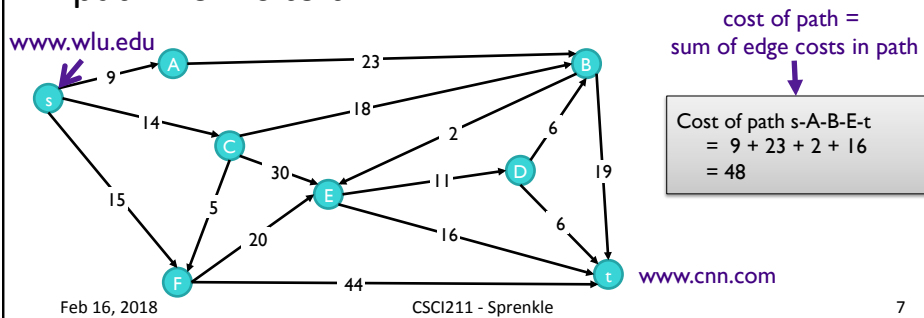 cost of path =
sum of edge costs in path
www.wlu.edu
A
23
B
9
s
18
14
2
6
Cost of path s-A-B-E-t
= 9 + 23 + 2 + 16
= 48
C
30
D
19
E
11
15
5
6
20
16
F
44
t
www.cnn.com
Feb 16, 2018
CSCI211 - Sprenkle
7